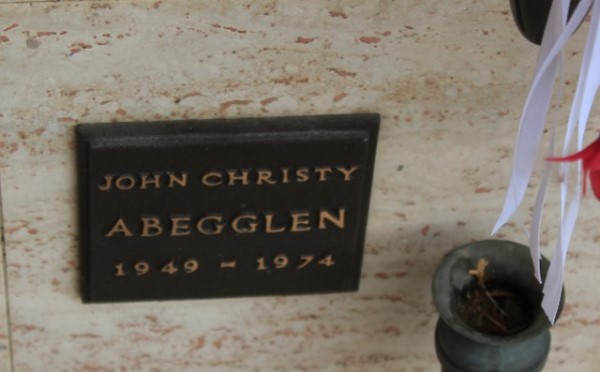 JOHN CHRISTY
ABEGGLEN
1949 - 1974